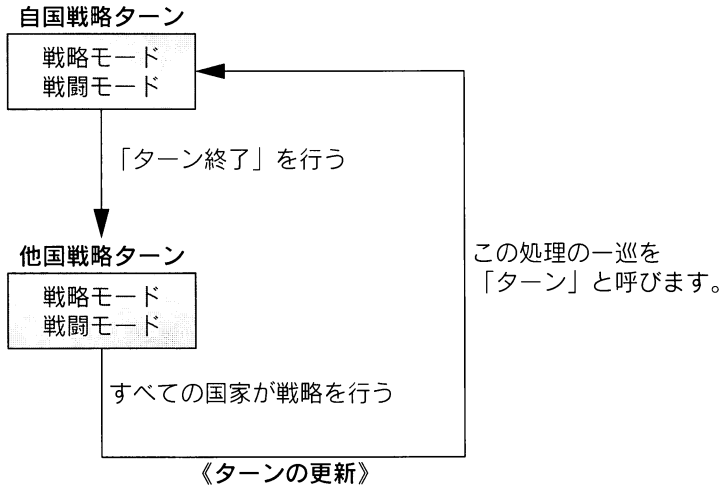 自国戦略ターン
戦略モード
戦闘モード
「ターン終了」を行う
他国戦略ターン
戦略モード
戦闘モード
この処理の一巡を
「ターン」と呼びます。
すべての国家が戦略を行う
《ターンの更新》